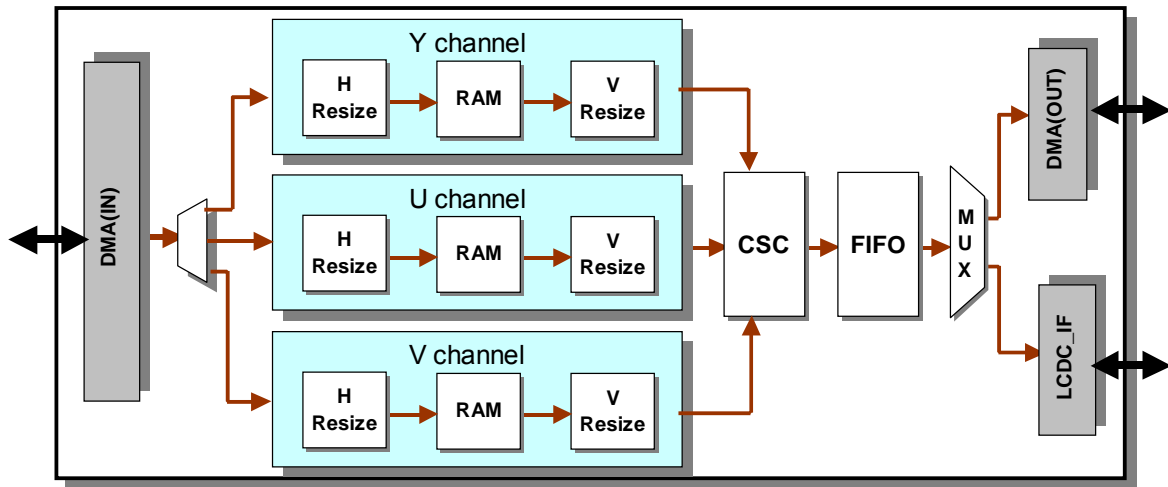 Y channel
H
Resize
RAM
V
Resize
DMA(IN)
U channel
H
Resize
RAM
V
Resize
V channel
H
Resize
RAM
V
Resize
CSC
FIFO
M
U
X
DMA(OUT)
LCDC_IF